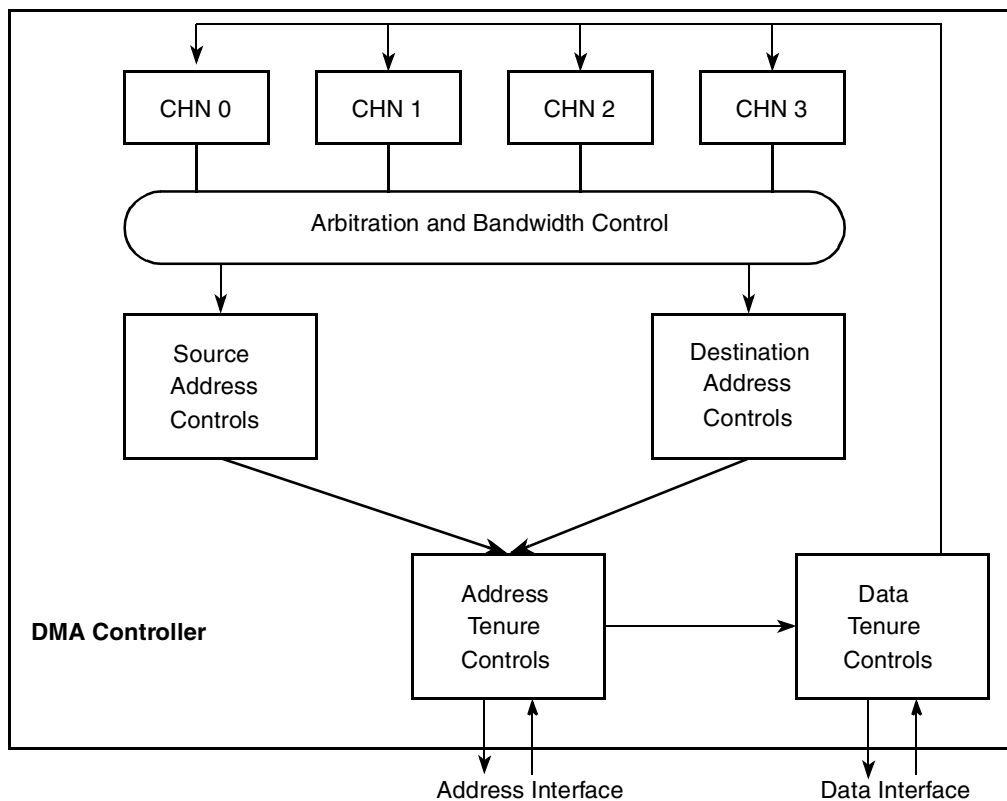 CHN 0
CHN 1
CHN 2
CHN 3
Arbitration and Bandwidth Control
Source
Address
Controls
Destination
Address
Controls
DMA Controller
Address
Tenure
Controls
Data
Tenure
Controls
Address Interface
Data Interface